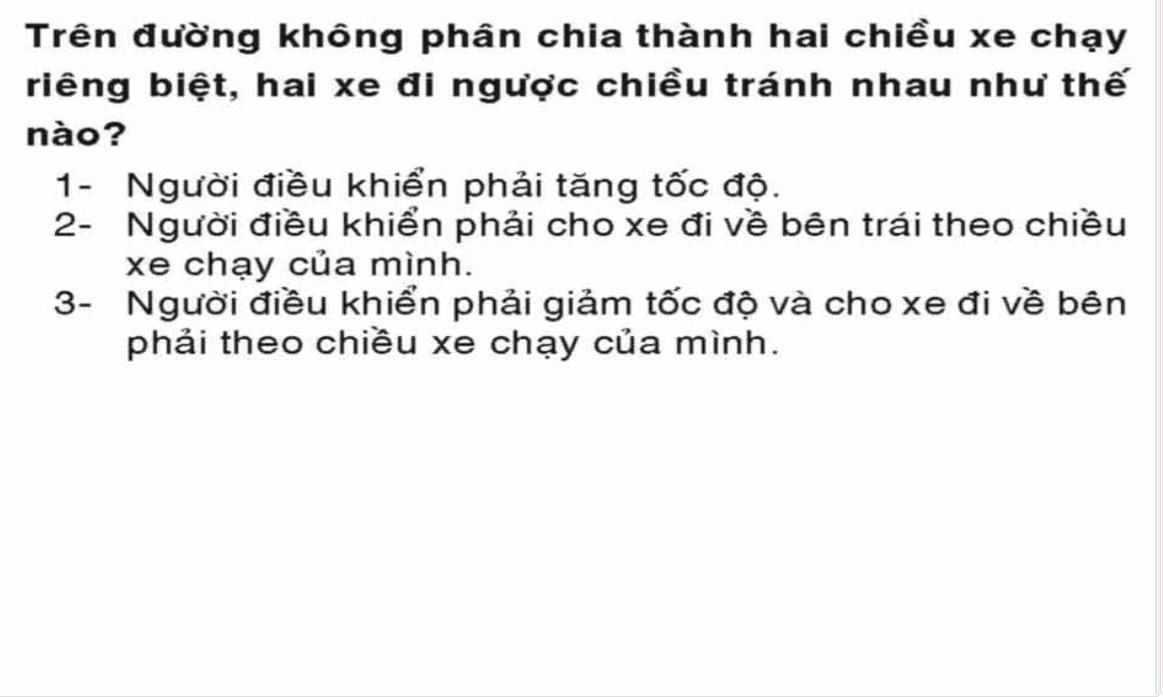 Trên đường không phân chia thành hai chiều xe chạy
riêng biệt, hai xe đi ngược chiều tránh nhau như thế
nào?
1- Người điều khiển phải tăng tốc độ.
2- Người điều khiển phải cho xe đi về bên trái theo chiều
xe chạy của mình.
3- Người điều khiển phải giảm tốc độ và cho xe đi về bên
phải theo chiều xe chạy của mình.